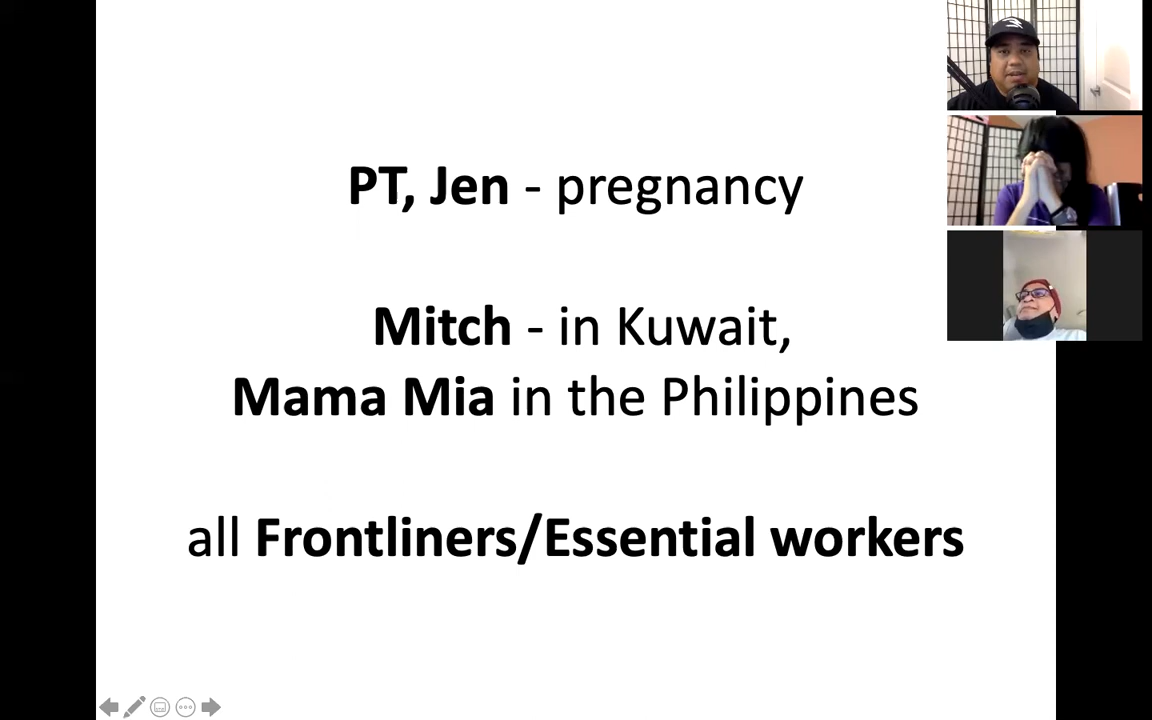 PT, Jen - pregnancy
Mitch - in Kuwait,
Mama Mia in the Philippines
all Frontliners/Essential workers